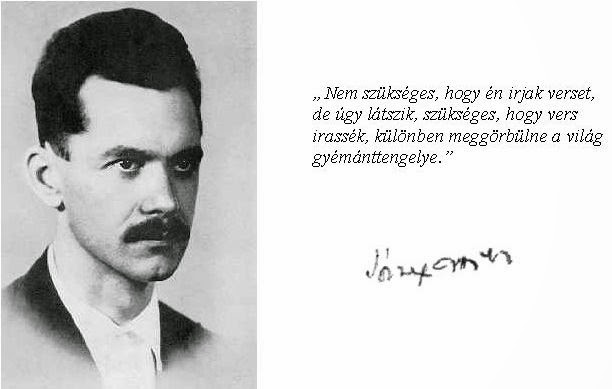 „Nem szükséges, hogy én irjak verset,
de úgy látszik, szükséges, hogy vers
irassék, különben meggörbülne a világ
gyémánttengelye.”